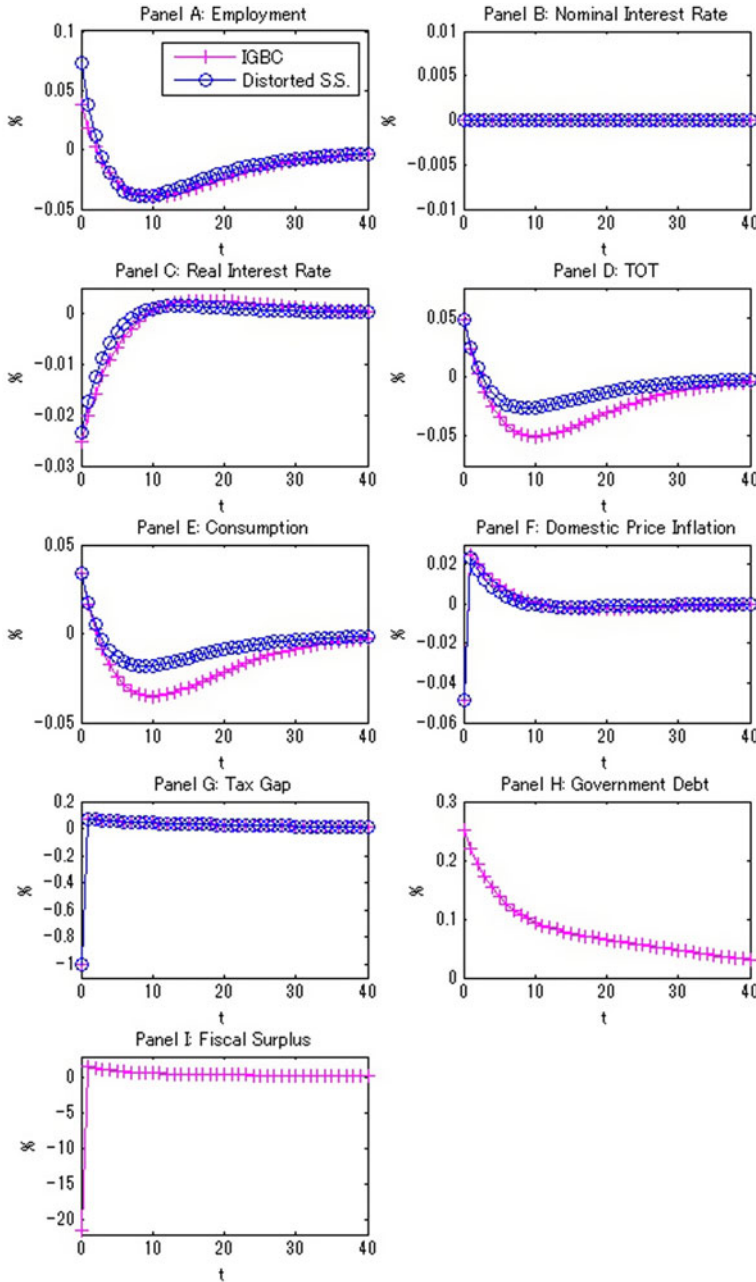 Panel A: Employment
0.1
0.05
0
-0.05
%
0 10 20 30 40
t
IGBC
Distorted S.S.
Panel B: Nominal Interest Rate
0.01
0.005
0
-0.005
-0.01
%
0 10 20 30 40
t
Panel C: Real Interest Rate
0
-0.01
-0.02
-0.03
%
0 10 20 30 40
t
Panel D: TOT
0.05
0
-0.05
%
0 10 20 30 40
t
Panel E: Consumption
0.05
0
-0.05
%
0 10 20 30 40
t
Panel F: Domestic Price Inflation
0.02
0
-0.02
-0.04
-0.06
%
0 10 20 30 40
t
Panel G: Tax Gap
0.2
0
-0.2
-0.4
-0.6
-0.8
-1
%
0 10 20 30 40
t
Panel H: Government Debt
0.3
0.2
0.1
0
%
0 10 20 30 40
t
Panel I: Fiscal Surplus
0
-5
-10
-15
-20
%
0 10 20 30 40
t